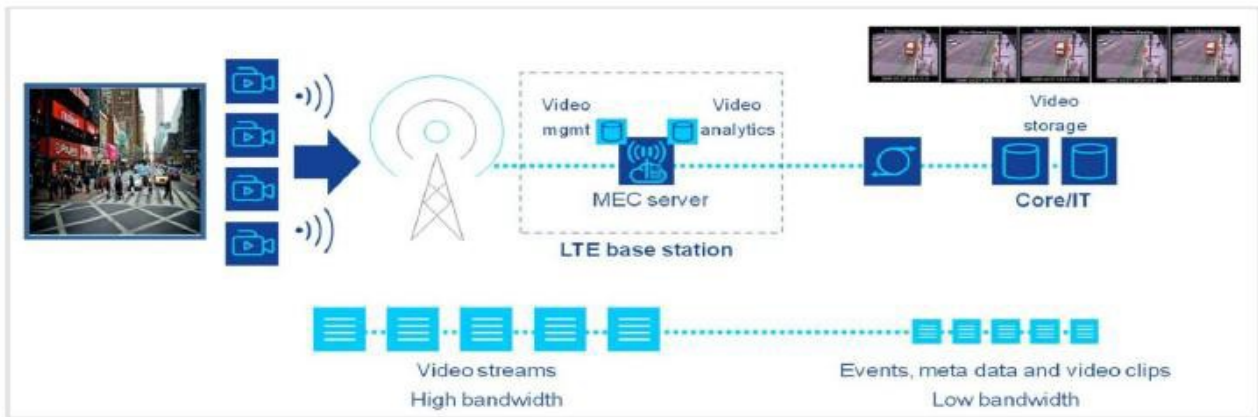 Video
mgmt
Video
analytics
MEC server
LTE base station
Video
storage
Core/IT
Video streams
High bandwidth
Events, meta data and video clips
Low bandwidth